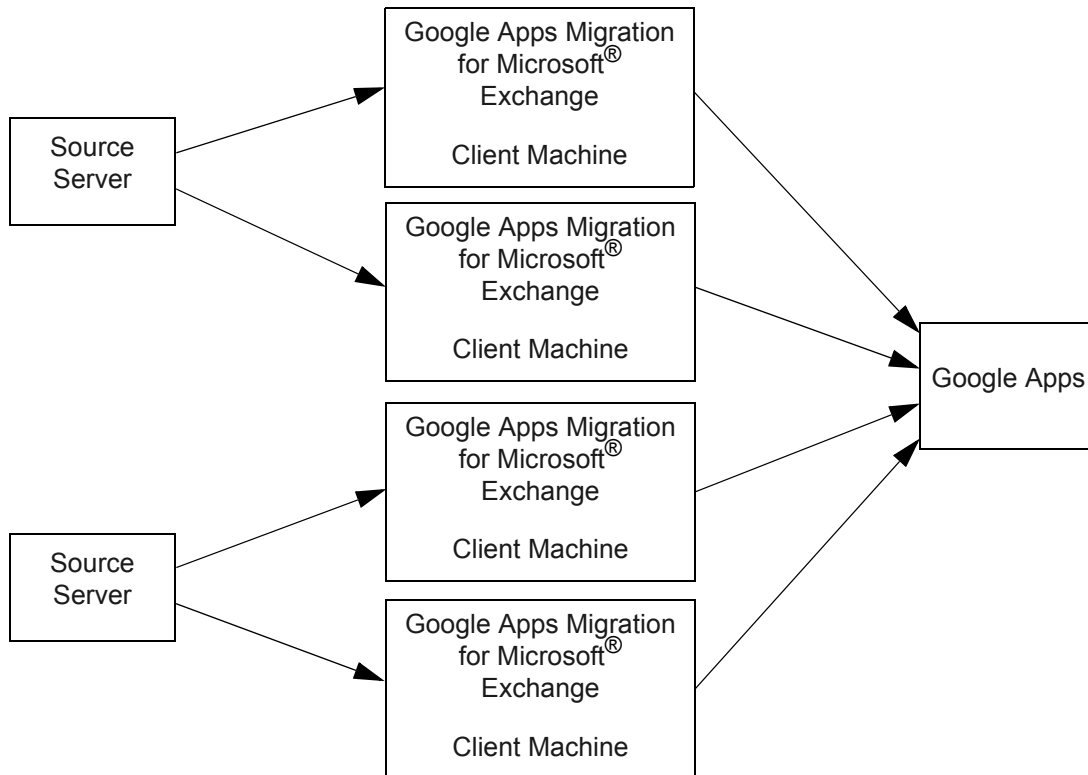 Google Apps Migration
for Microsoft®
Exchange
Client Machine
Source
Server
Google Apps Migration
for Microsoft®
Exchange
Client Machine
Google Apps
Google Apps Migration
for Microsoft®
Exchange
Client Machine
Source
Server
Google Apps Migration
for Microsoft®
Exchange
Client Machine